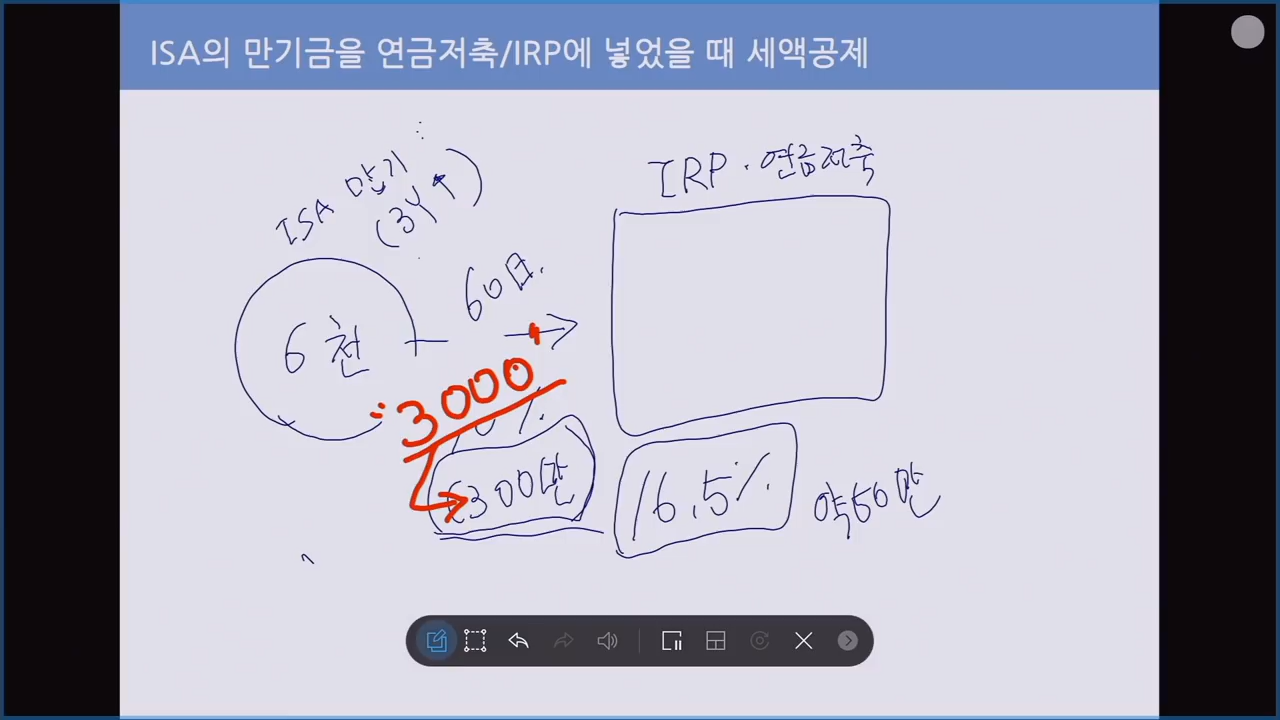 ISA의 만기금을 연금저축/IRP에 넣었을 때 세액공제
ISA 만기
(3Y↑)
IRP · 연금저축
60日.
6천
3000
300만
16.5%
약50만